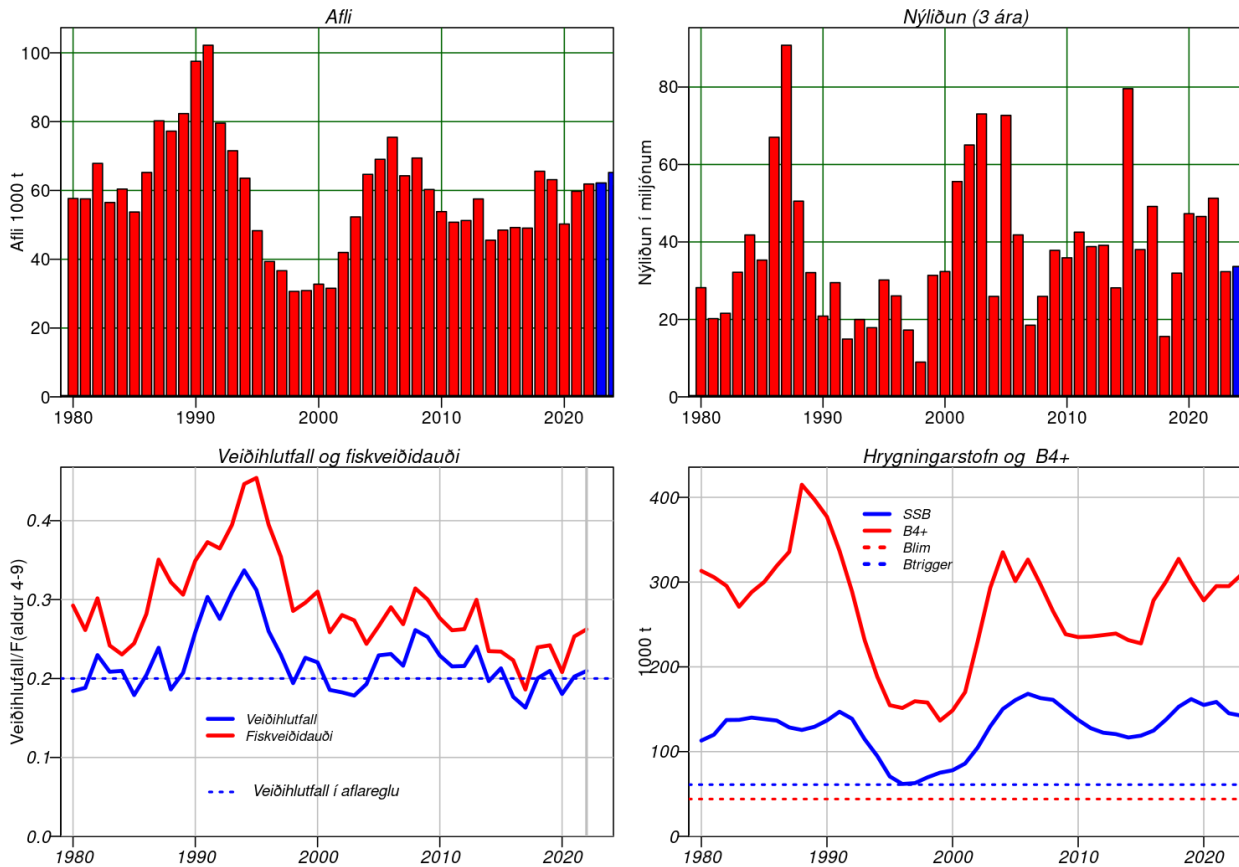 Afli
Afli 1000 t
100
80
60
40
20
0
1980 1990 2000 2010 2020
Nýliðun (3 ára)
Nýliðun í miljónum
80
60
40
20
0
1980 1990 2000 2010 2020
Veiðihlutfall og fiskveiðidauði
Veiðihlutfall/F(aldur 4-9)
0.4
0.3
0.2
0.1
0.0
Veiðihlutfall
Fiskveiðidauði
Veiðihlutfall í aflareglu
1980 1990 2000 2010 2020
Hrygningarstofn og B4+
1000 t
400
300
200
100
0
SSB
B4+
Blim
Btrigger
1980 1990 2000 2010 2020